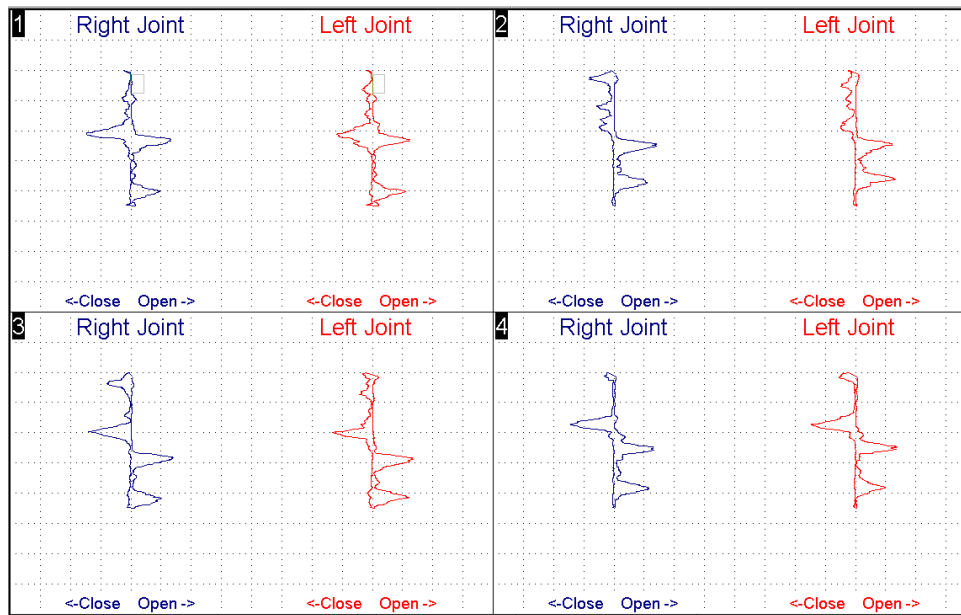 1 Right Joint Left Joint
<-Close Open-> <-Close Open->
2 Right Joint Left Joint
<-Close Open-> <-Close Open->
3 Right Joint Left Joint
<-Close Open-> <-Close Open->
4 Right Joint Left Joint
<-Close Open-> <-Close Open->